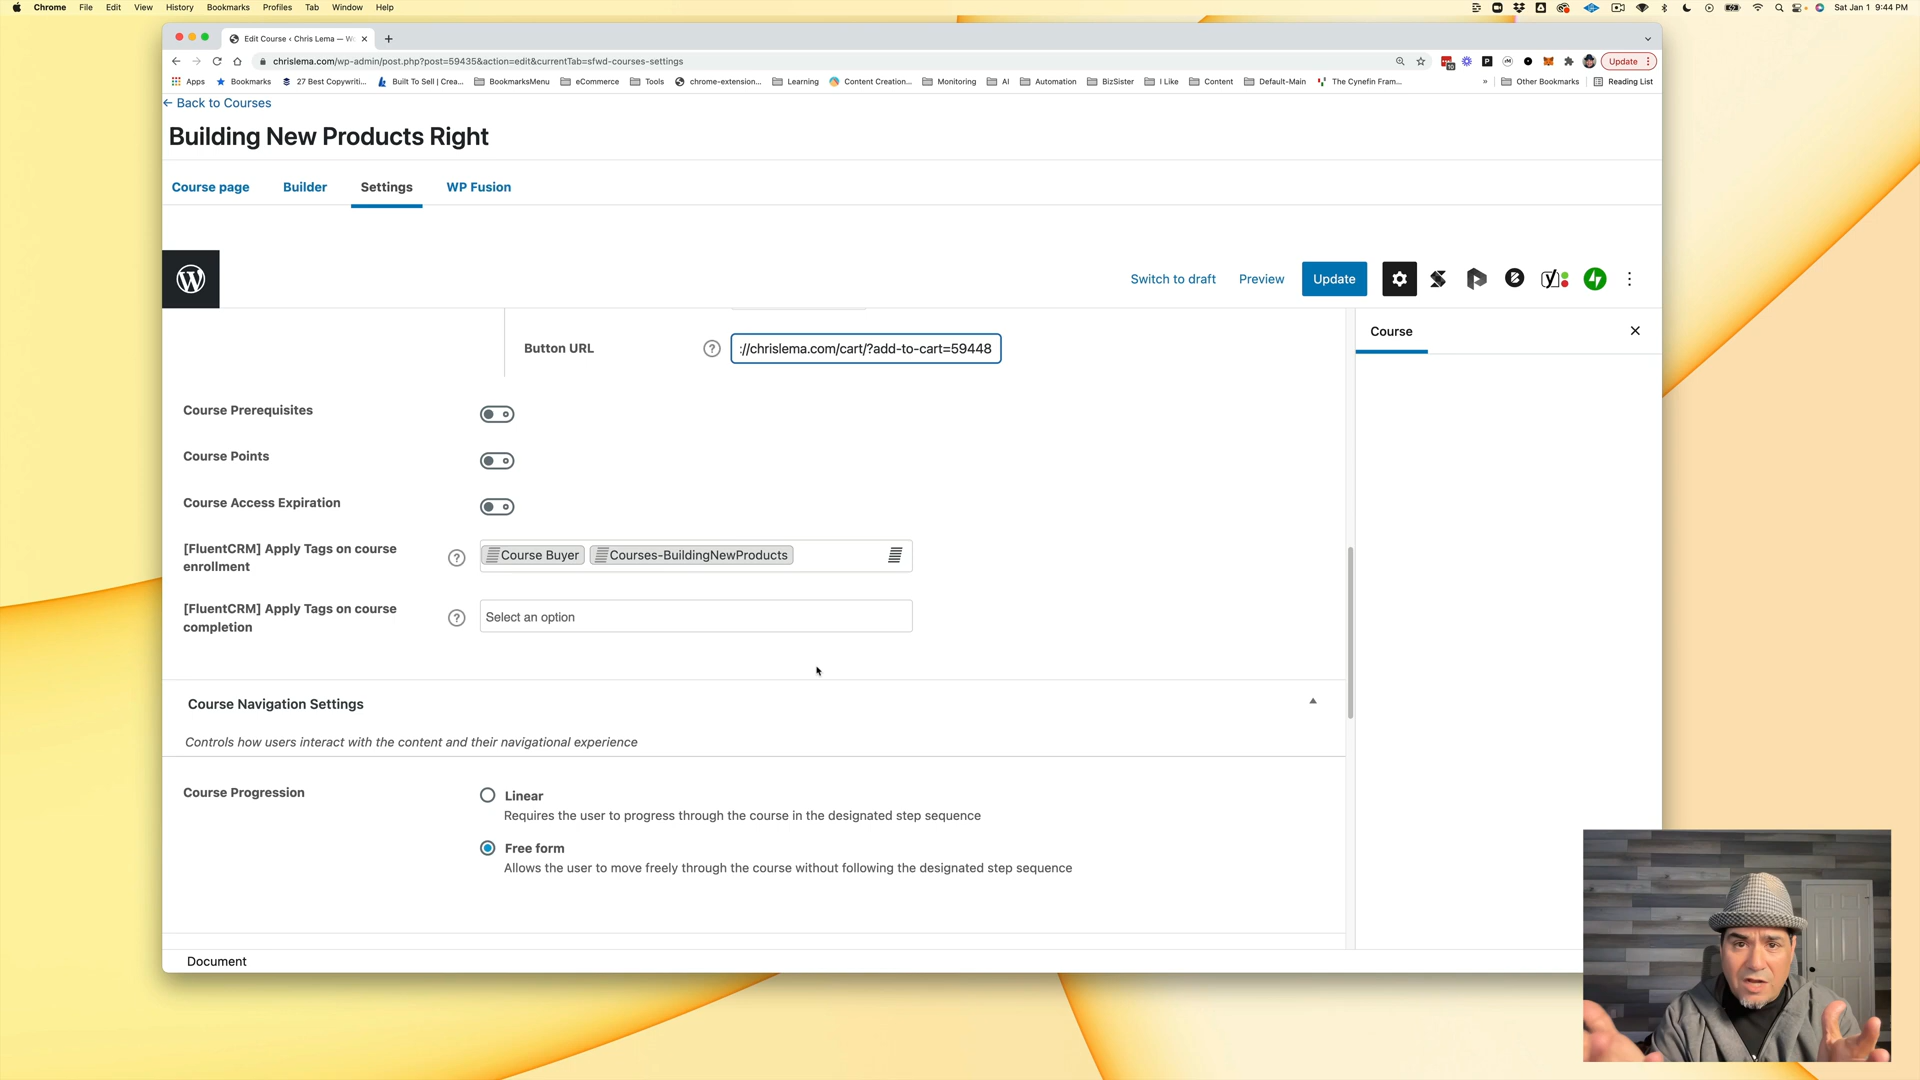 Chrome File Edit View History Bookmarks Profiles Tab Window Help
Sat Jan 1 9:44 PM
Edit Course ‹ Chris Lema — W
chrislema.com/wp-admin/post.php?post=59435&action=edit&currentTab=sfwd-courses-settings
Update
Apps Bookmarks 27 Best Copywriti... Built To Sell | Crea... BookmarksMenu eCommerce Tools chrome-extension... Learning Content Creation... Monitoring AI Automation BizSister I Like Content Default-Main The Cynefin Fram... » Other Bookmarks Reading List
← Back to Courses
Building New Products Right
Course page Builder Settings WP Fusion
Switch to draft Preview Update
Course
Button URL
://chrislema.com/cart/?add-to-cart=59448
Course Prerequisites
Course Points
Course Access Expiration
[FluentCRM] Apply Tags on course
enrollment
Course Buyer Courses-BuildingNewProducts
[FluentCRM] Apply Tags on course
completion
Select an option
Course Navigation Settings
Controls how users interact with the content and their navigational experience
Course Progression
Linear
Requires the user to progress through the course in the designated step sequence
Free form
Allows the user to move freely through the course without following the designated step sequence
Document